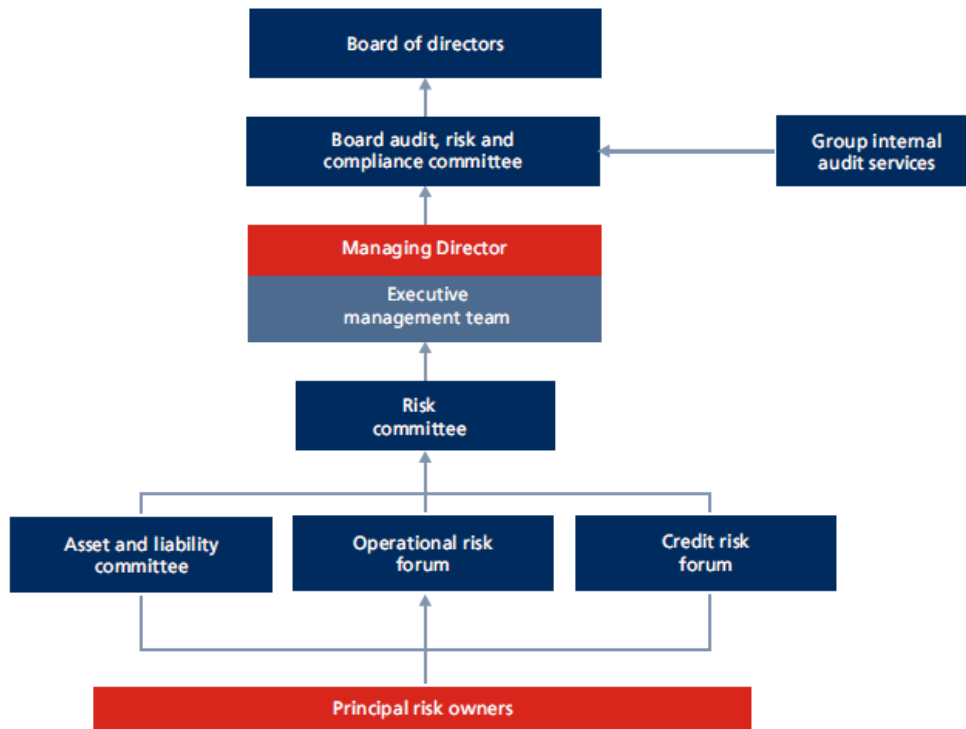 Board of directors
Board audit, risk and
compliance committee
Group internal
audit services
Managing Director
Executive
management team
Risk
committee
Asset and liability
committee
Operational risk
forum
Credit risk
forum
Principal risk owners